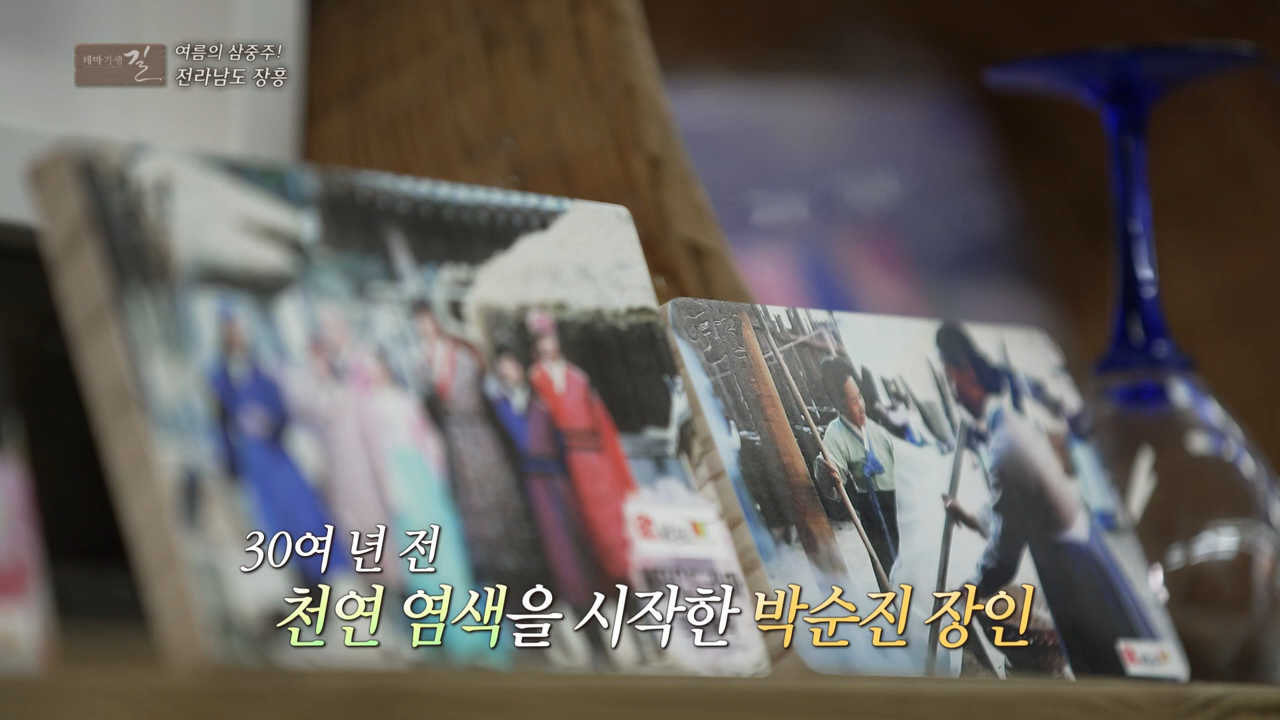 테마기행 길
여름의 삼중주!
전라남도 장흥
30여 년 전
천연 염색을 시작한 박순진 장인